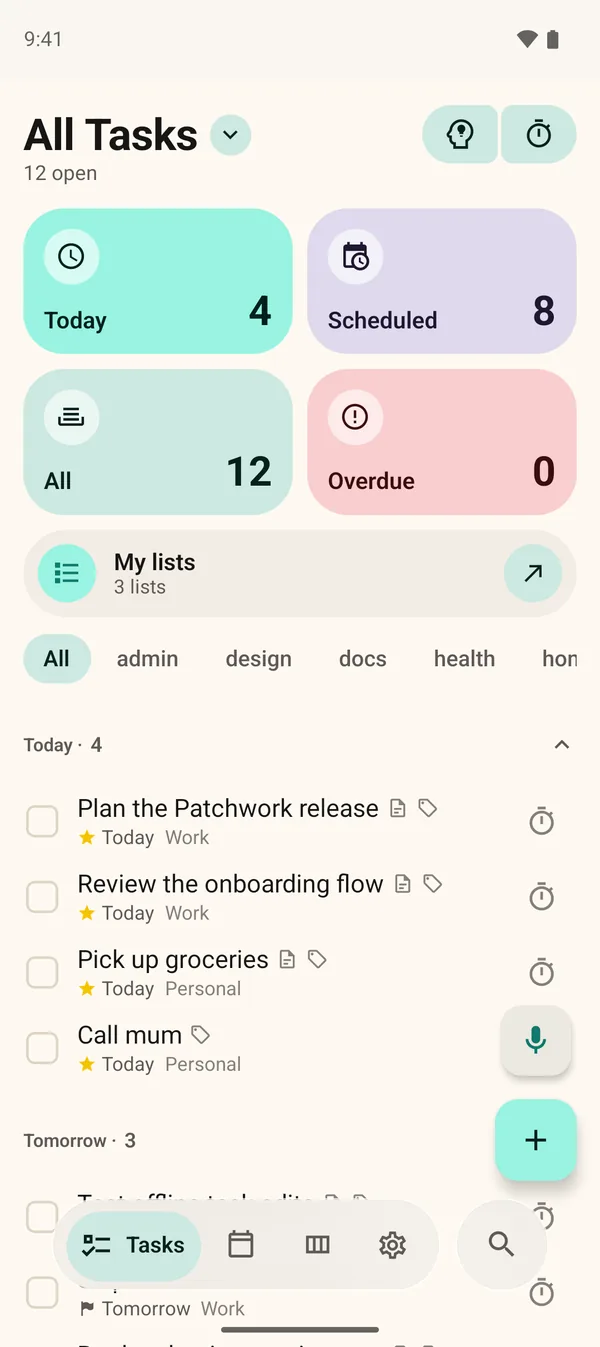 9:41
All Tasks
12 open
Today 4
Scheduled 8
All 12
Overdue 0
My lists
3 lists
All admin design docs health hom
Today · 4
Plan the Patchwork release
Today Work
Review the onboarding flow
Today Work
Pick up groceries
Today Personal
Call mum
Today Personal
Tomorrow · 3
Tasks
Tomorrow Work